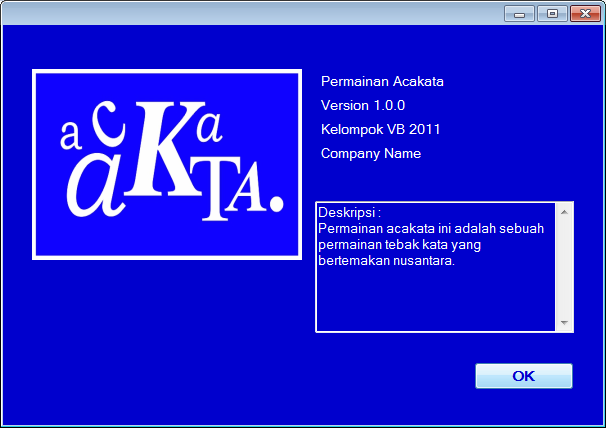 acaKaTA.
Permainan Acakata
Version 1.0.0
Kelompok VB 2011
Company Name
Deskripsi :
Permainan acakata ini adalah sebuah
permainan tebak kata yang
bertemakan nusantara.
OK